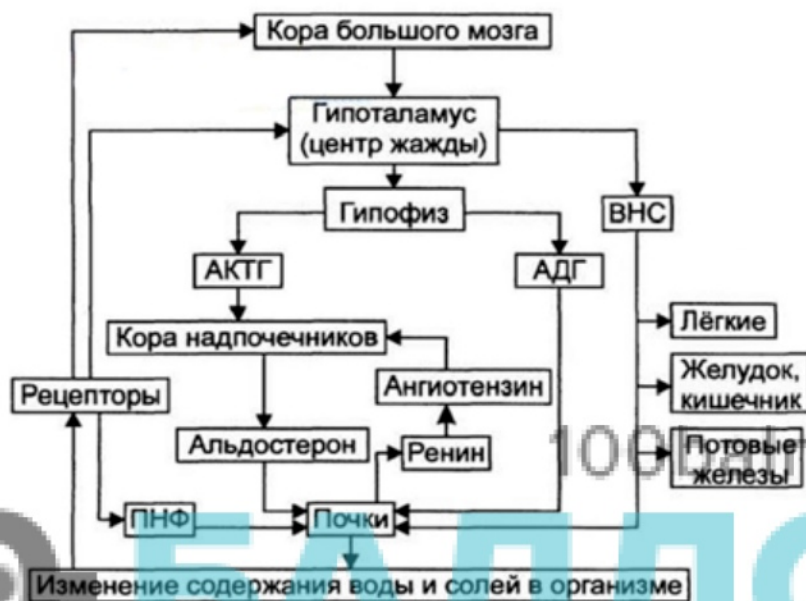 Кора большого мозга
Гипоталамус
(центр жажды)
Гипофиз
ВНС
АКТГ
АДГ
Кора надпочечников
Лёгкие
Рецепторы
Ангиотензин
Желудок,
кишечник
Альдостерон
Ренин
Потовые
железы
ПНФ
Почки
Изменение содержания воды и солей в организме